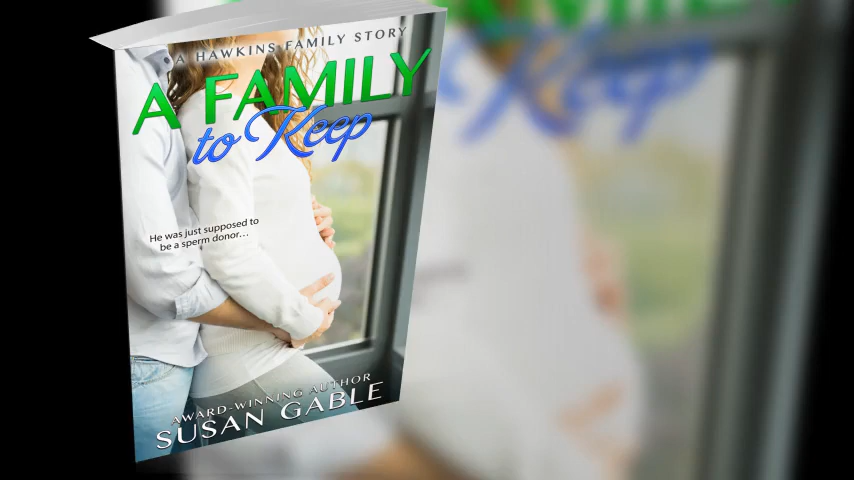 A HAWKINS FAMILY STORY
A FAMILY
to Keep
He was just supposed to
be a sperm donor...
AWARD-WINNING AUTHOR
SUSAN GABLE